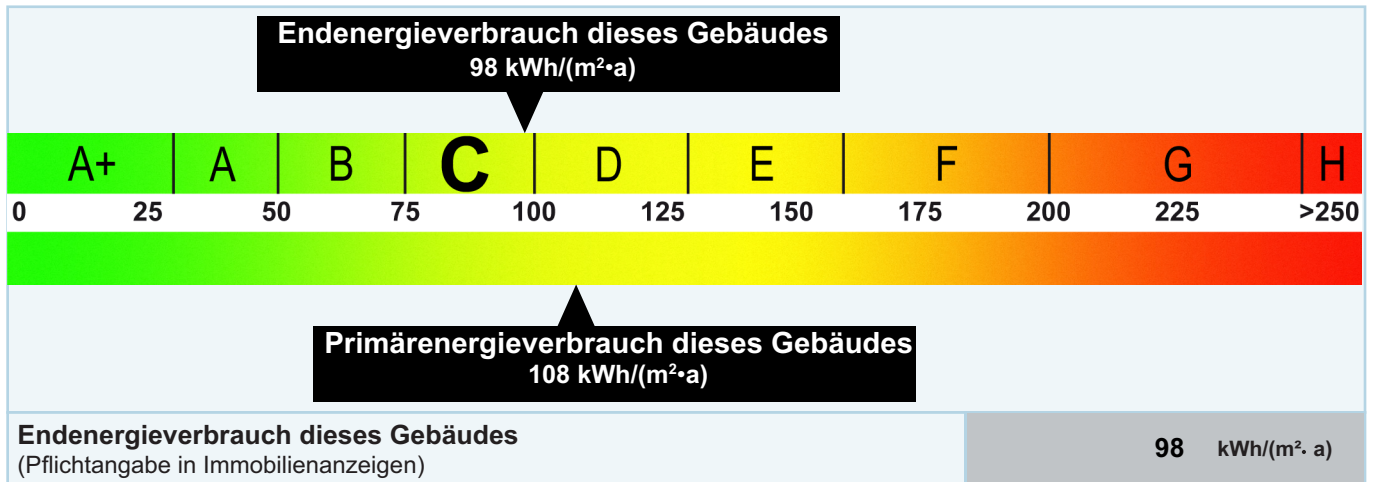 Endenergieverbrauch dieses Gebäudes
98 kWh/(m²•a)
A+ A B C D E F G H
0 25 50 75 100 125 150 175 200 225 >250
Primärenergieverbrauch dieses Gebäudes
108 kWh/(m²•a)
Endenergieverbrauch dieses Gebäudes
(Pflichtangabe in Immobilienanzeigen)
98 kWh/(m²· a)